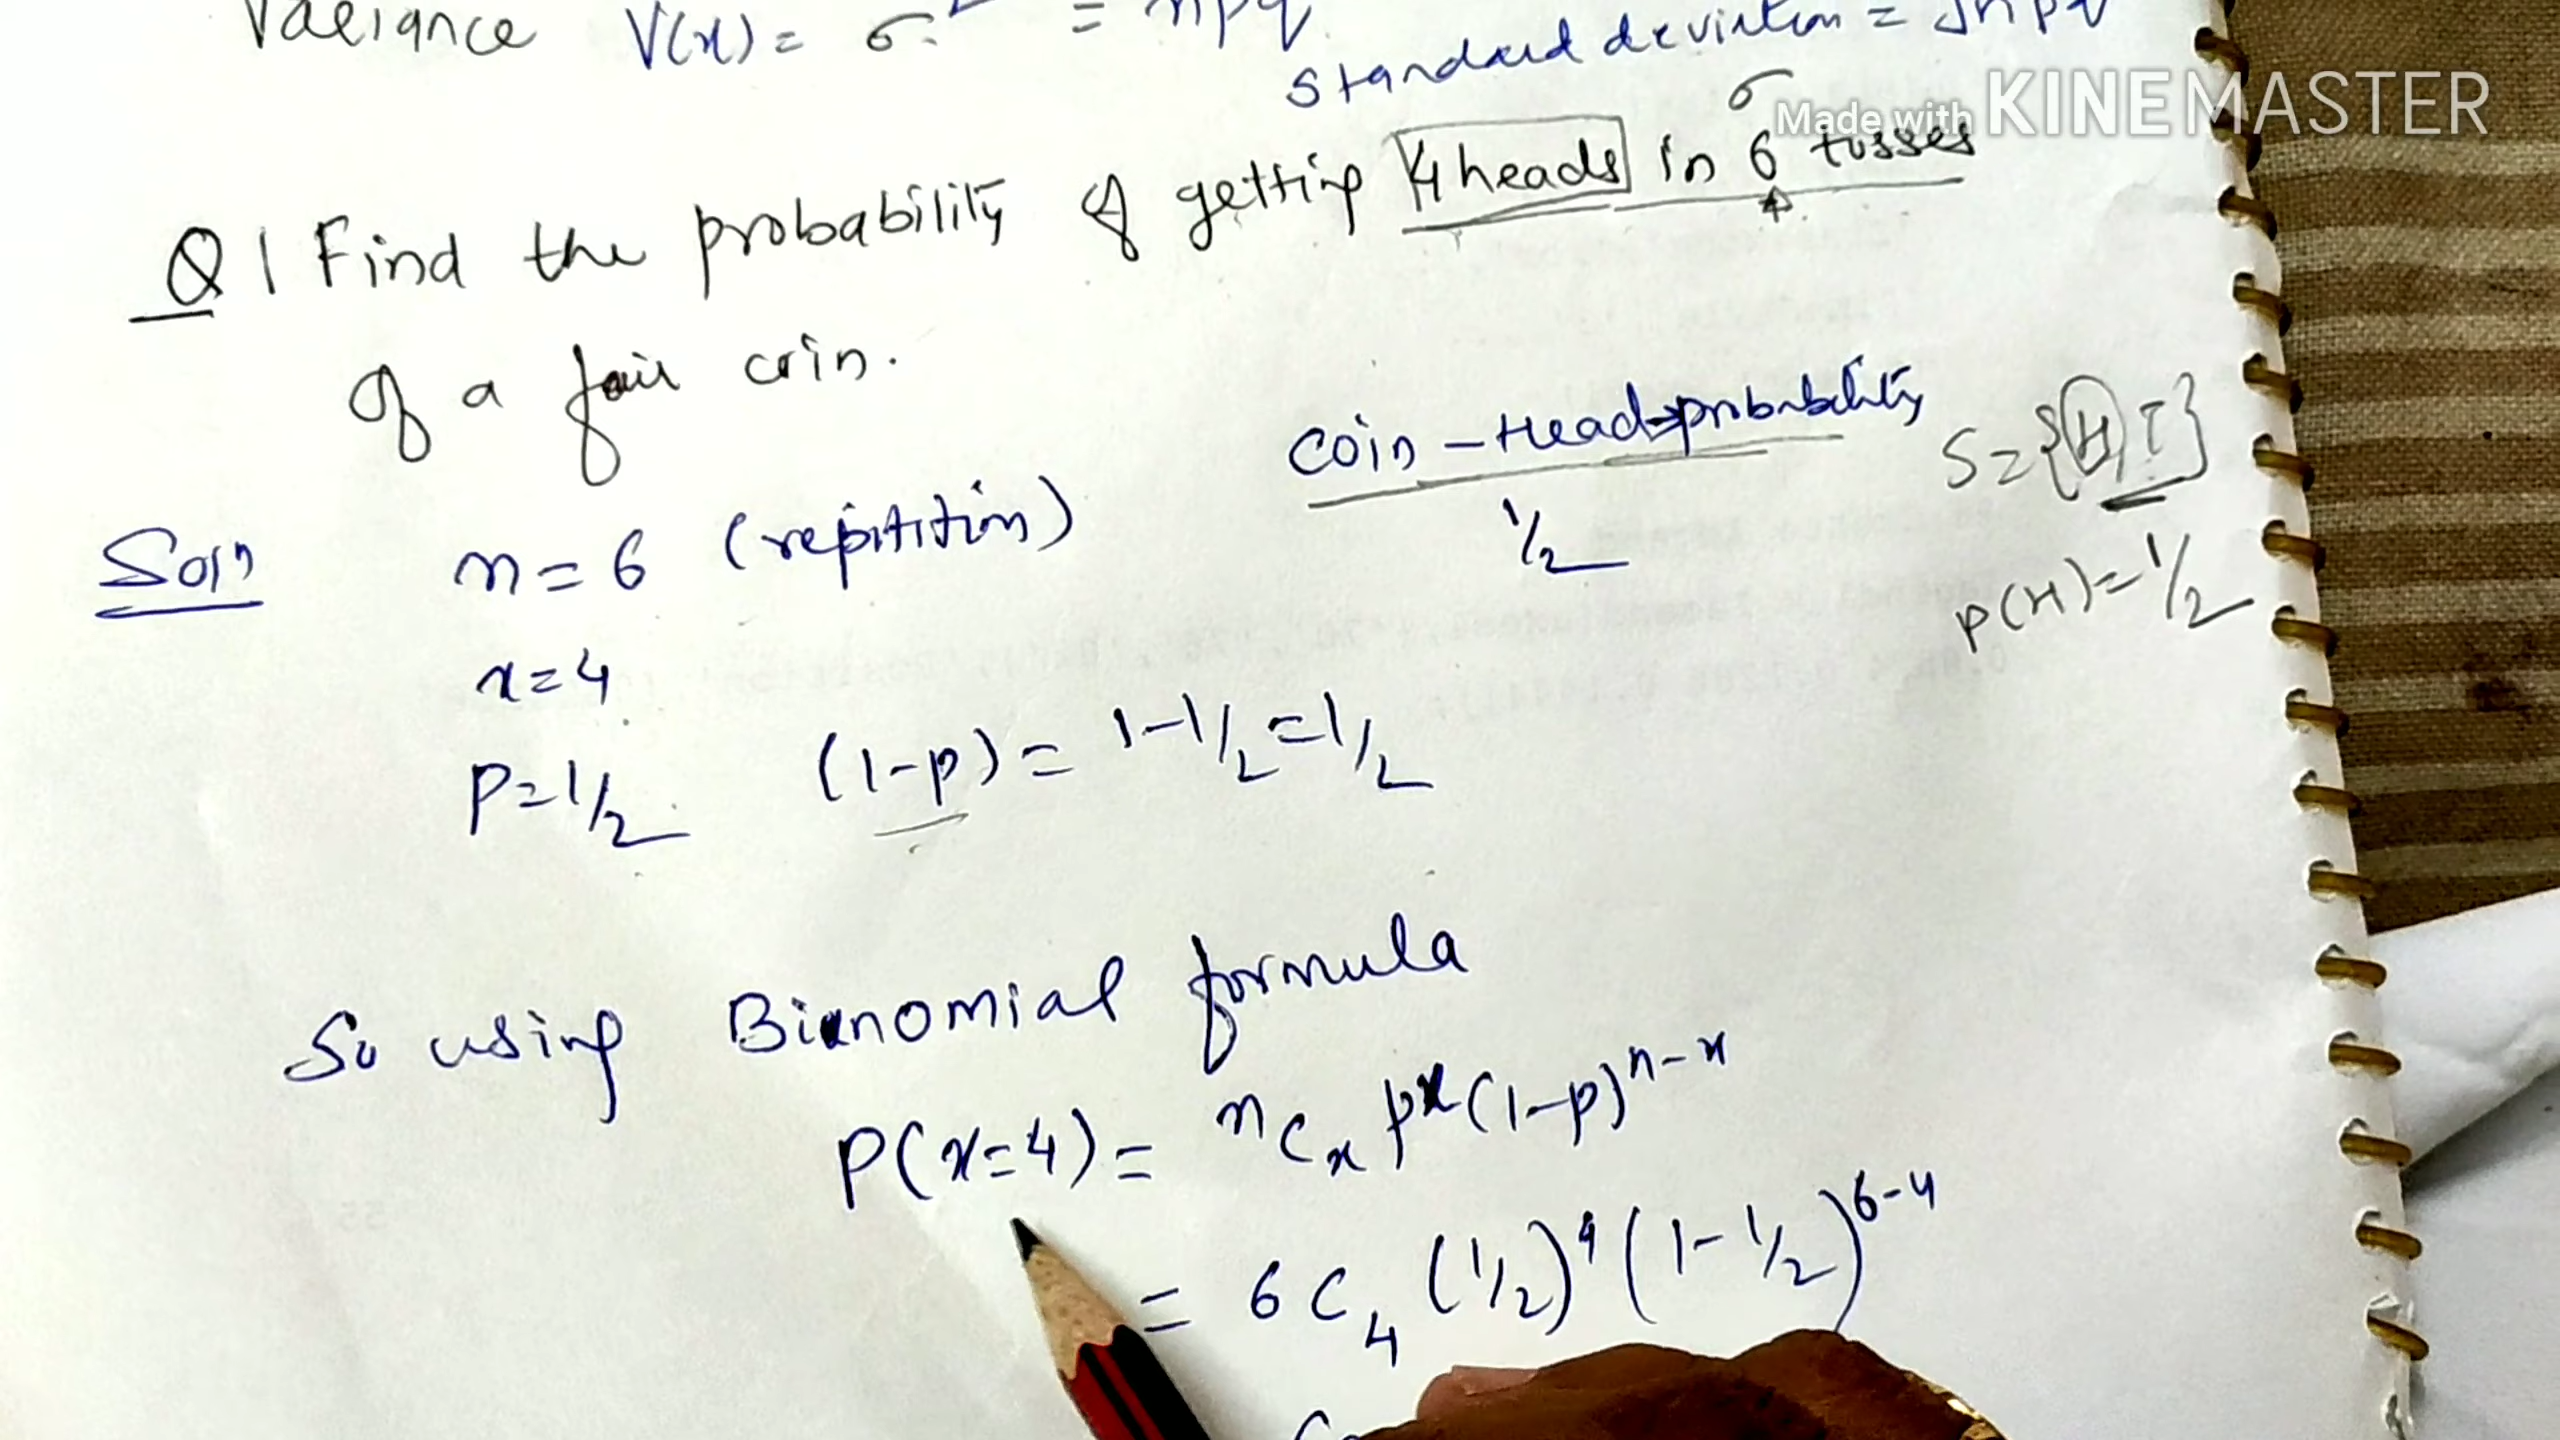 Variance V(x) = σ² = npq
Standard deviation = √npq
σ
Made with KINEMASTER
Q1 Find the probability of getting 4 heads in 6 tosses
of a fair coin.
Coin - Head → probability
1/2
S = {H, T}
P(H) = 1/2
Soln n = 6 (repitition)
x = 4
P = 1/2 (1-p) = 1-1/2 = 1/2
So using Binomial formula
P(x=4) = nCx p^x (1-p)^n-x
= 6C4 (1/2)^4 (1-1/2)^6-4